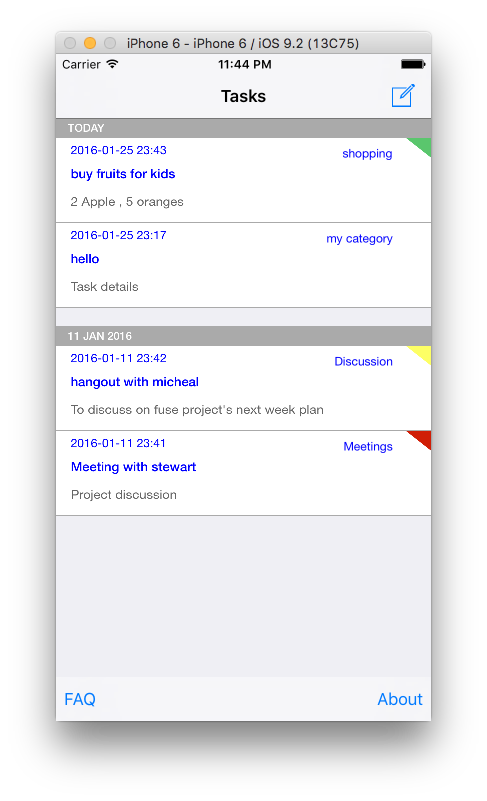 iPhone 6 - iPhone 6 / iOS 9.2 (13C75)
Carrier 11:44 PM
Tasks
TODAY
2016-01-25 23:43 shopping
buy fruits for kids
2 Apple , 5 oranges
2016-01-25 23:17 my category
hello
Task details
11 JAN 2016
2016-01-11 23:42 Discussion
hangout with micheal
To discuss on fuse project's next week plan
2016-01-11 23:41 Meetings
Meeting with stewart
Project discussion
FAQ About